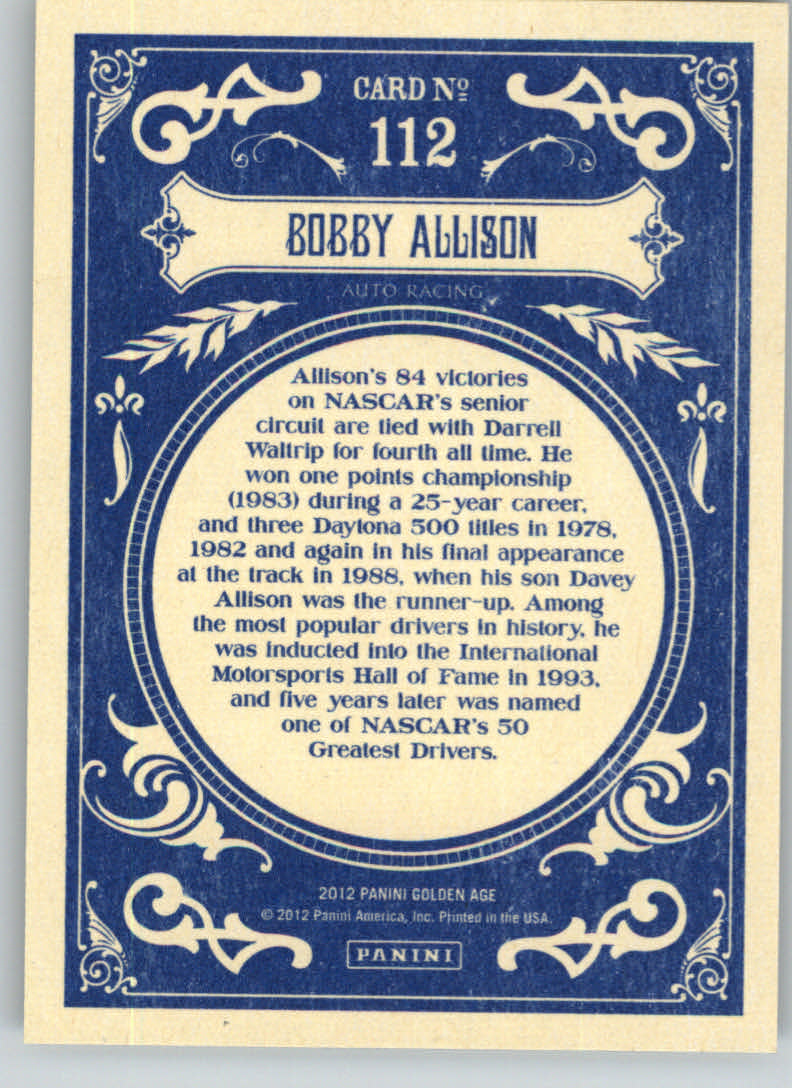 CARD Nº
112
BOBBY ALLISON
AUTO RACING
Allison's 84 victories
on NASCAR's senior
circuit are tied with Darrell
Waltrip for fourth all time. He
won one points championship
(1983) during a 25-year career,
and three Daytona 500 titles in 1978,
1982 and again in his final appearance
at the track in 1988, when his son Davey
Allison was the runner-up. Among
the most popular drivers in history, he
was inducted into the International
Motorsports Hall of Fame in 1993,
and five years later was named
one of NASCAR's 50
Greatest Drivers.
2012 PANINI GOLDEN AGE
© 2012 Panini America, Inc. Printed in the USA.
PANINI